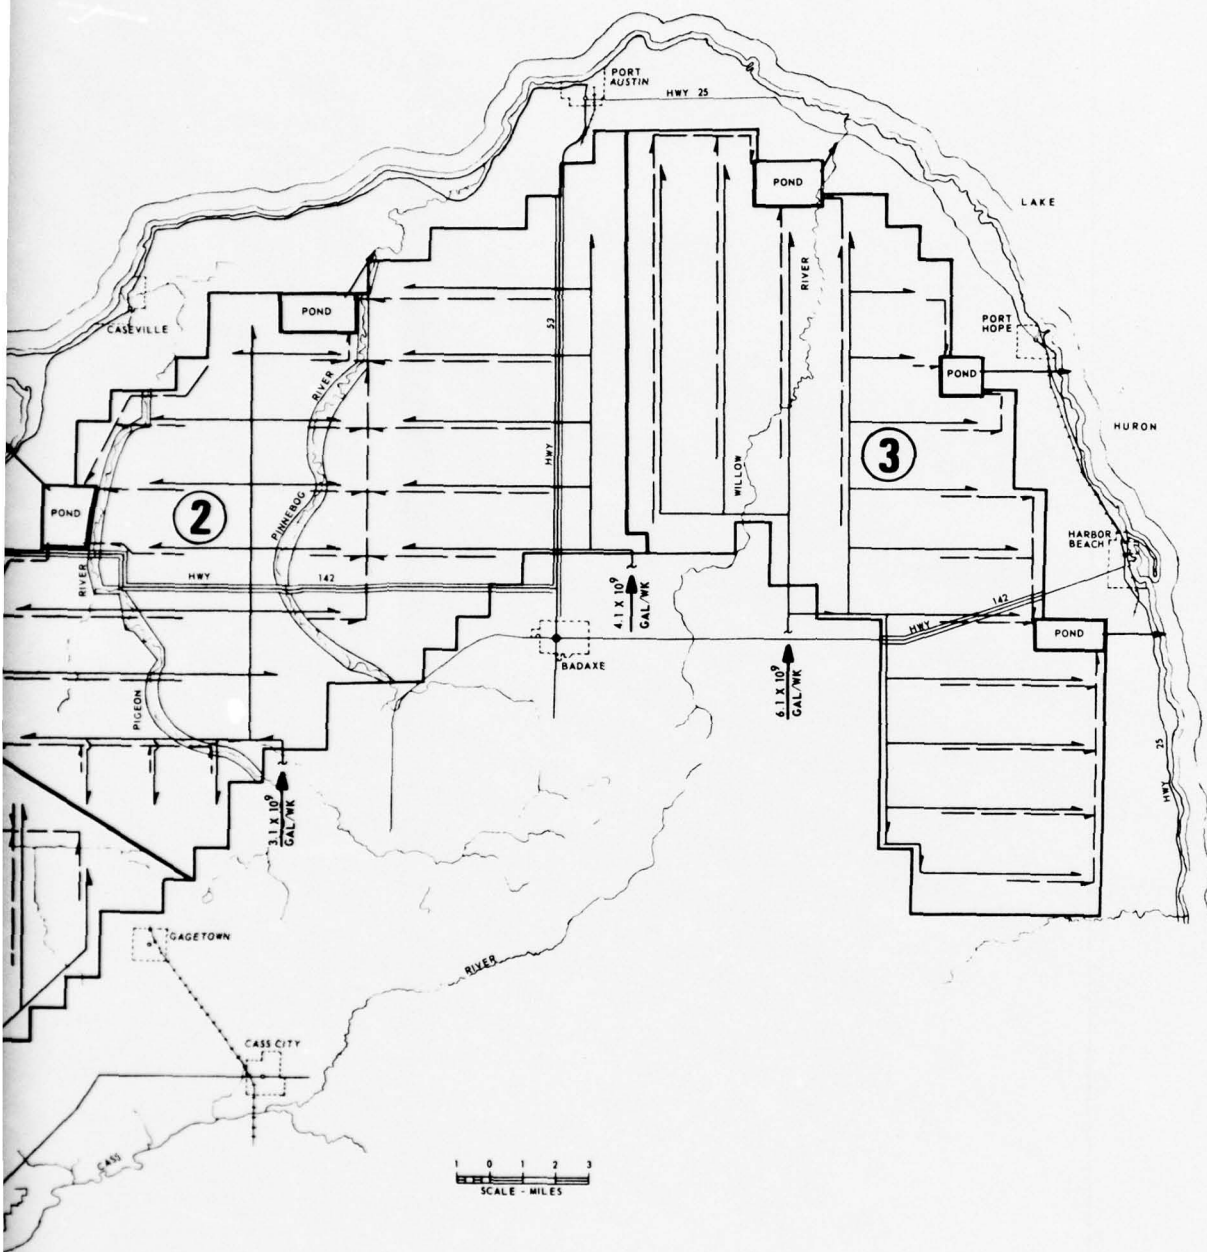 PORT
AUSTIN
HWY 25
POND
LAKE
RIVER
POND
CASEVILLE
53
PORT
HOPE
POND
RIVER
HURON
HWY
3
WILLOW
POND
2
PINNEBOG
HARBOR
BEACH
RIVER
HWY 142
4.1 X 10⁹
GAL/WK
HWY 142
POND
BADAXE
6.1 X 10⁹
GAL/WK
PIGEON
25
HWY
3.1 X 10⁹
GAL/WK
GAGETOWN
RIVER
CASS CITY
CASS
1 0 1 2 3
SCALE - MILES